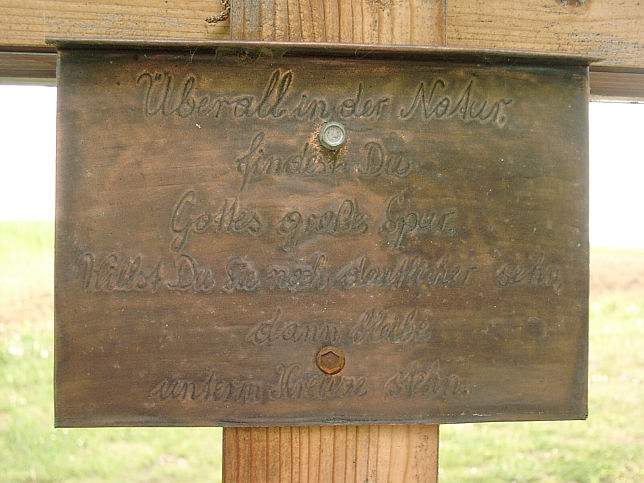 Überall in der Natur.
findest Du
Gottes große Spur.
Willst Du Sie noch deutlicher sehn,
dann bleibe
unterm Kreuze stehn.